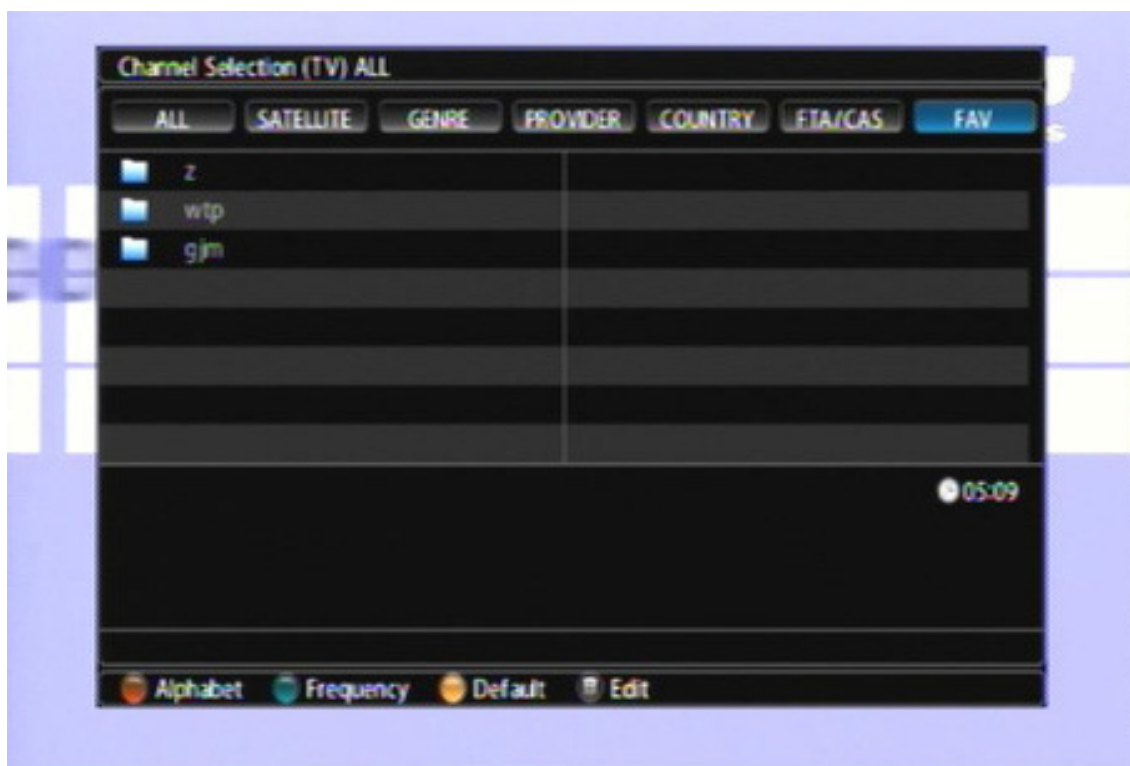 Channel Selection (TV) ALL
ALL SATELLITE GENRE PROVIDER COUNTRY FTA/CAS FAV
z
wtp
gjm
05:09
Alphabet Frequency Default Edit